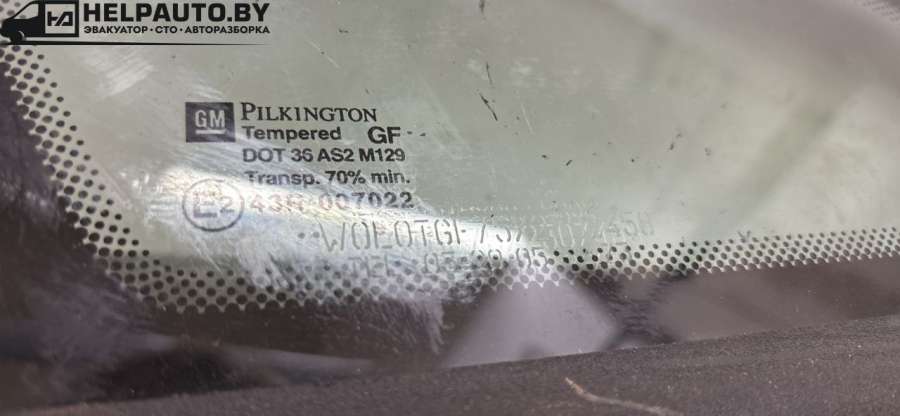 HELPAUTO.BY
ЭВАКУАТОР • СТО • АВТОРАЗБОРКА
GM PILKINGTON
Tempered GF
DOT 36 AS2 M129
Transp. 70% min.
E2 43R-007022